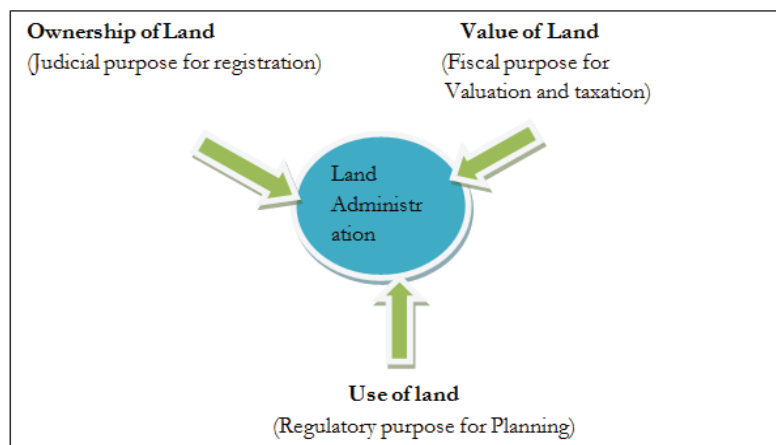 Ownership of Land
(Judicial purpose for registration)
Value of Land
(Fiscal purpose for
Valuation and taxation)
Land
Administr
ation
Use of land
(Regulatory purpose for Planning)